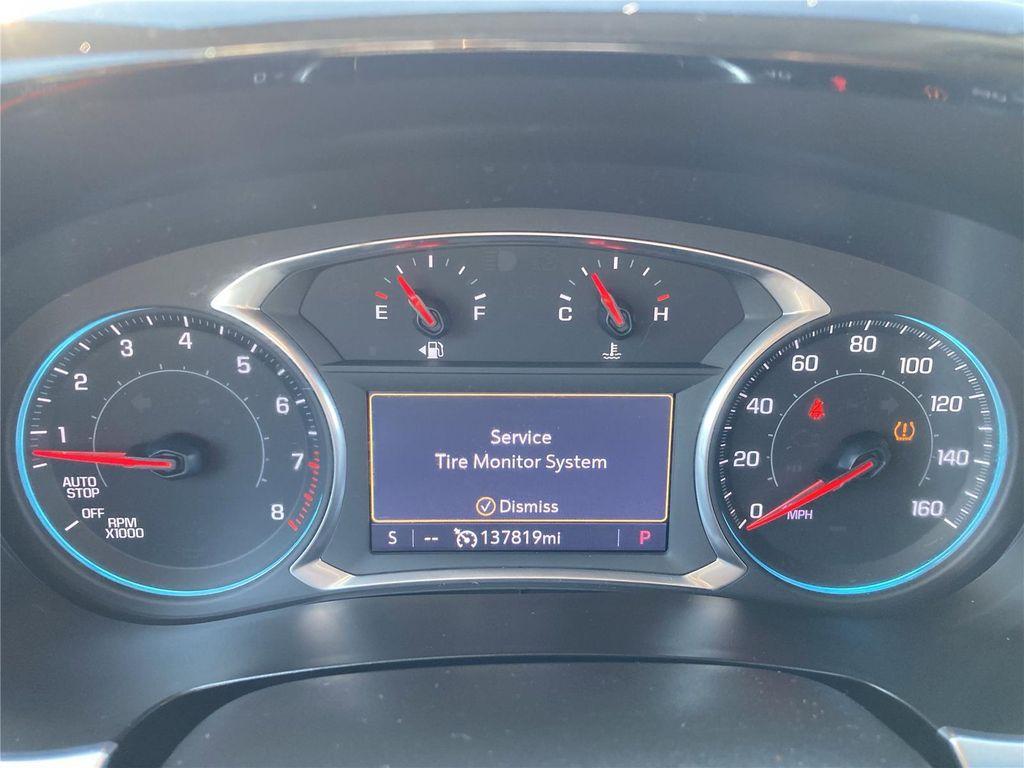 E
F
C
H
1
2
3
4
5
6
7
8
AUTO
STOP
OFF
RPM
X1000
Service
Tire Monitor System
Dismiss
S -- 137819mi P
0
20
40
60
80
100
120
140
160
MPH